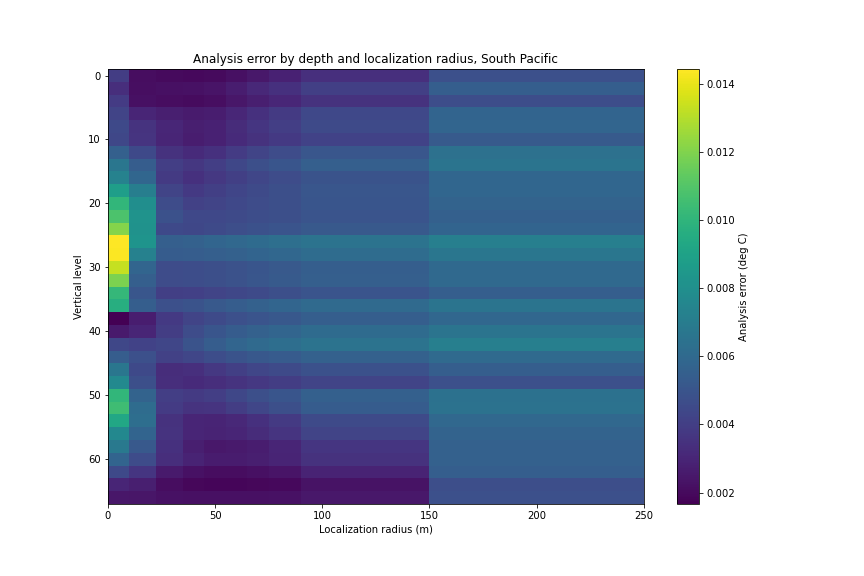 Analysis error by depth and localization radius, South Pacific
0
10
20
30
40
50
60
Vertical level
0 50 100 150 200 250
Localization radius (m)
0.014
0.012
0.010
0.008
0.006
0.004
0.002
Analysis error (deg C)